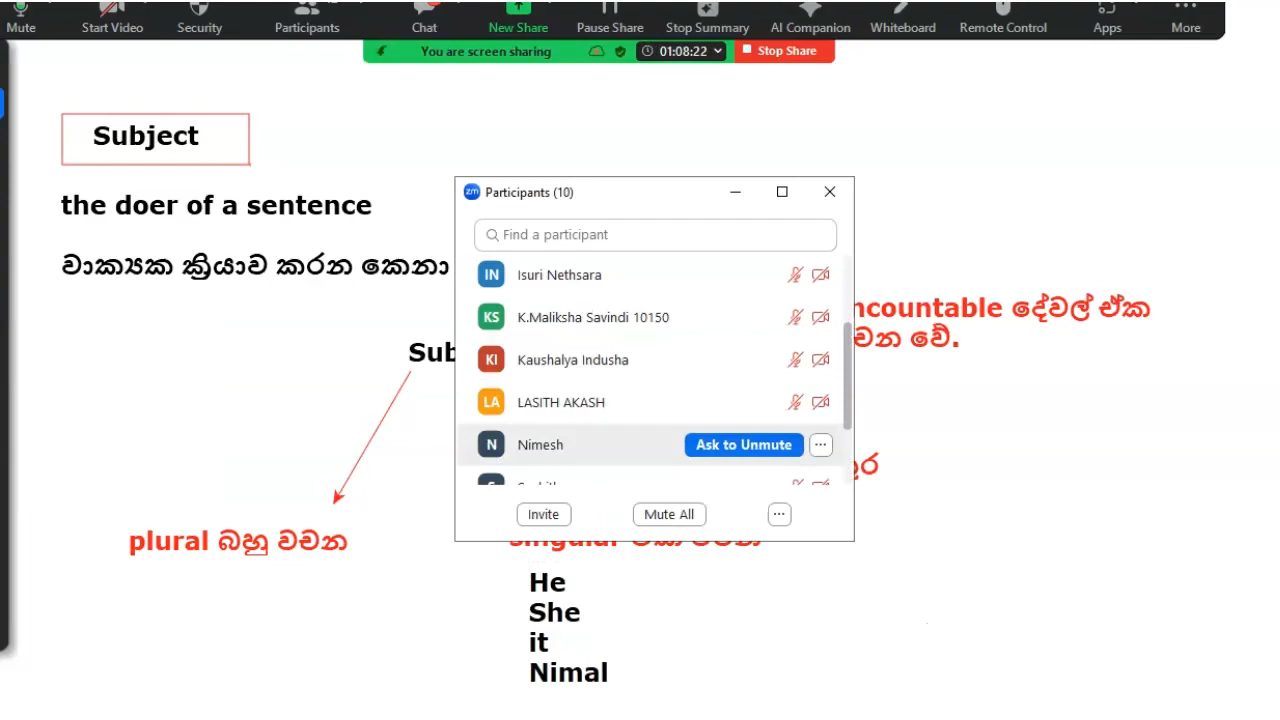 Mute Start Video Security Participants Chat New Share Pause Share Stop Summary AI Companion Whiteboard Remote Control Apps More
You are screen sharing 01:08:22 Stop Share
Subject
the doer of a sentence
වාක්‍යක ක්‍රියාව කරන කෙනා
Participants (10)
Find a participant
IN Isuri Nethsara
KS K.Maliksha Savindi 10150
KI Kaushalya Indusha
LA LASITH AKASH
N Nimesh Ask to Unmute
Invite Mute All
ncountable දේවල් ඒක
වචන වේ.
Sub
plural බහු වචන
singular
He
She
it
Nimal